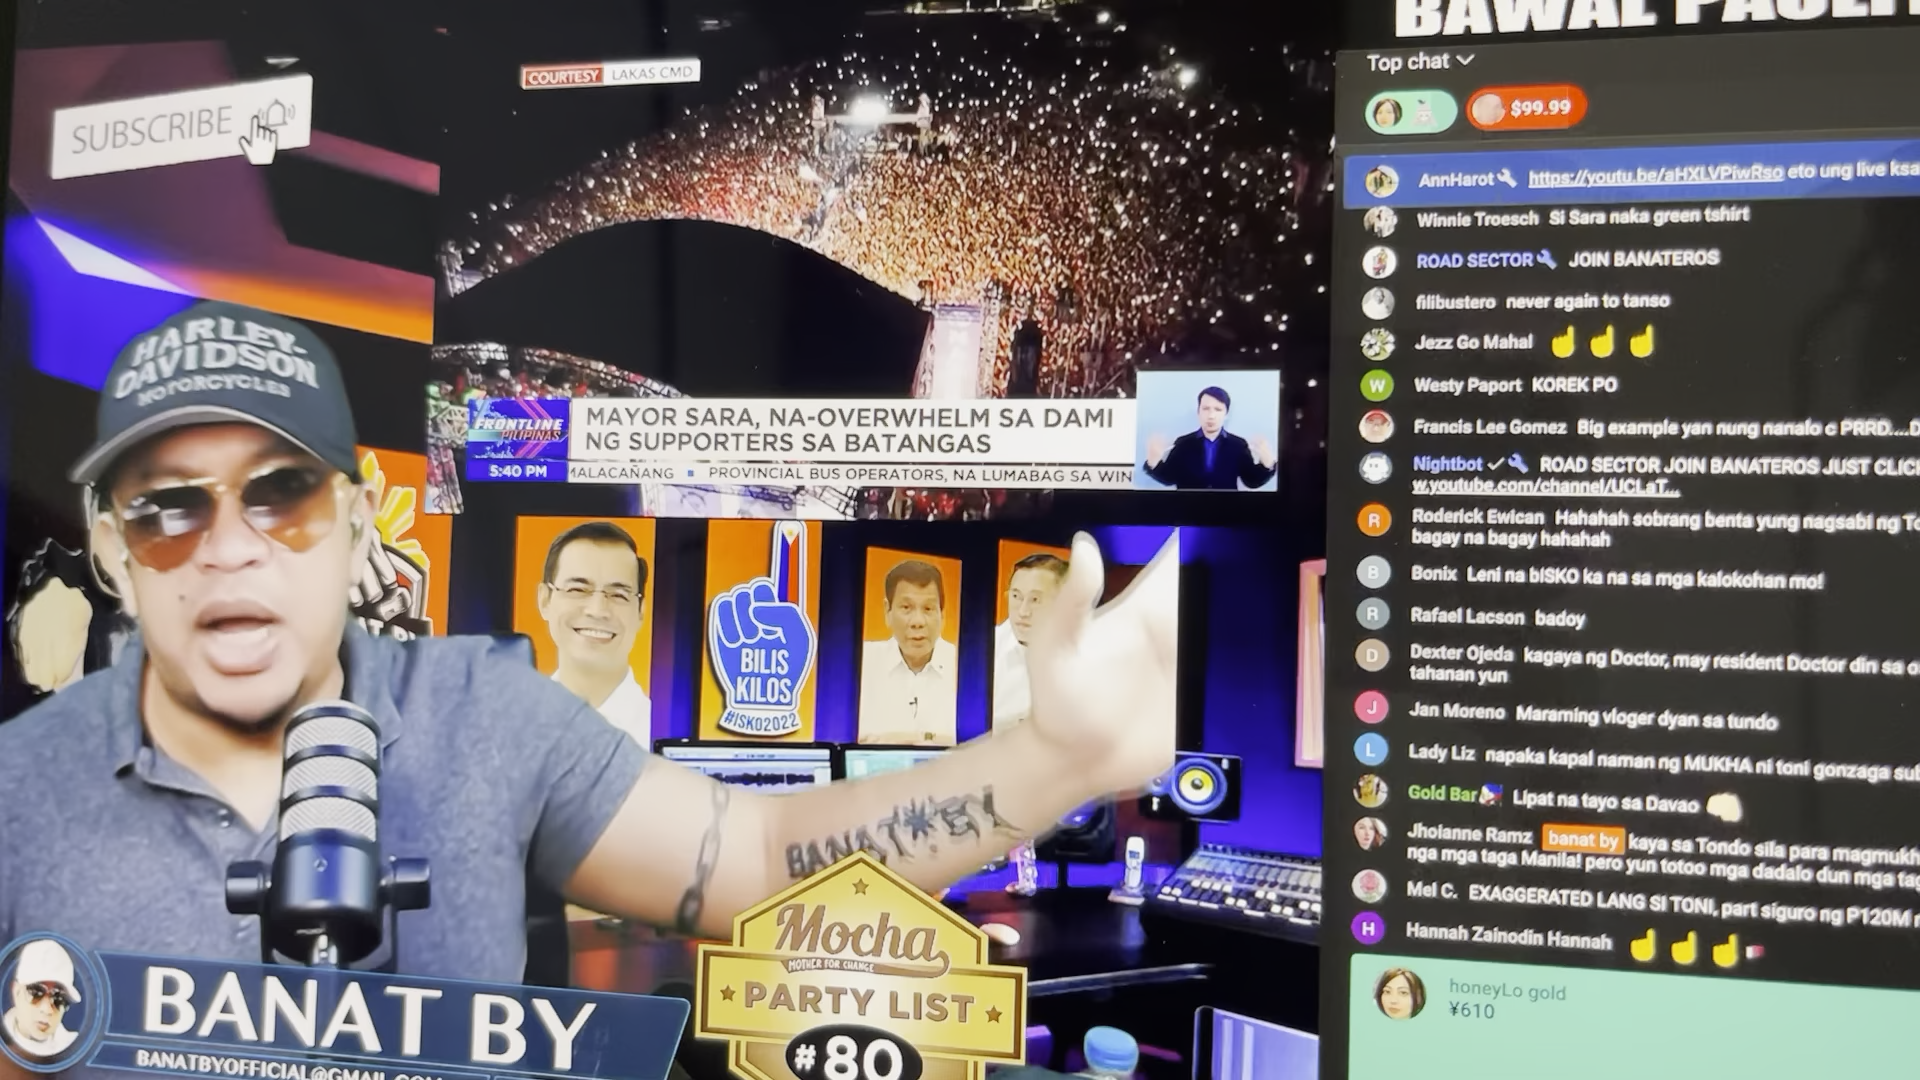 SUBSCRIBE
COURTESY LAKAS CMD
HARLEY-
DAVIDSON
MOTORCYCLES
FRONTLINE
PILIPINAS
MAYOR SARA, NA-OVERWHELM SA DAMI
NG SUPPORTERS SA BATANGAS
5:40 PM MALACAÑANG ▪ PROVINCIAL BUS OPERATORS, NA LUMABAG SA WIN
BILIS
KILOS
#ISKO2022
BANAT BY
Mocha
MOTHER FOR CHANGE
PARTY LIST
#80
BANAT BY
BANATBYOFFICIAL@GMAIL.COM
BAWAL
Top chat
$99.99
AnnHarot https://youtu.be/aHXLVPiwRso eto ung live ksa
Winnie Troesch Si Sara naka green tshirt
ROAD SECTOR JOIN BANATEROS
filibustero never again to tanso
Jezz Go Mahal
W Westy Paport KOREK PO
Francis Lee Gomez Big example yan nung nanalo c PRRD....D
Nightbot ROAD SECTOR JOIN BANATEROS JUST CLICK
w.youtube.com/channel/UCLaT...
R Roderick Ewican Hahahah sobrang benta yung nagsabi ng To
bagay na bagay hahahah
B Bonix Leni na bISKO ka na sa mga kalokohan mo!
R Rafael Lacson badoy
D Dexter Ojeda kagaya ng Doctor, may resident Doctor din sa
tahanan yun
J Jan Moreno Maraming vloger dyan sa tundo
L Lady Liz napaka kapal naman ng MUKHA ni toni gonzaga
Gold Bar Lipat na tayo sa Davao
Jhoianne Ramz banat by kaya sa Tondo sila para magmukh
nga mga taga Manila! pero yun totoo mga dadalo dun mga tag
Mel C. EXAGGERATED LANG SI TONI, part siguro ng P120M
H Hannah Zainodin Hannah
honeyLo gold
¥610